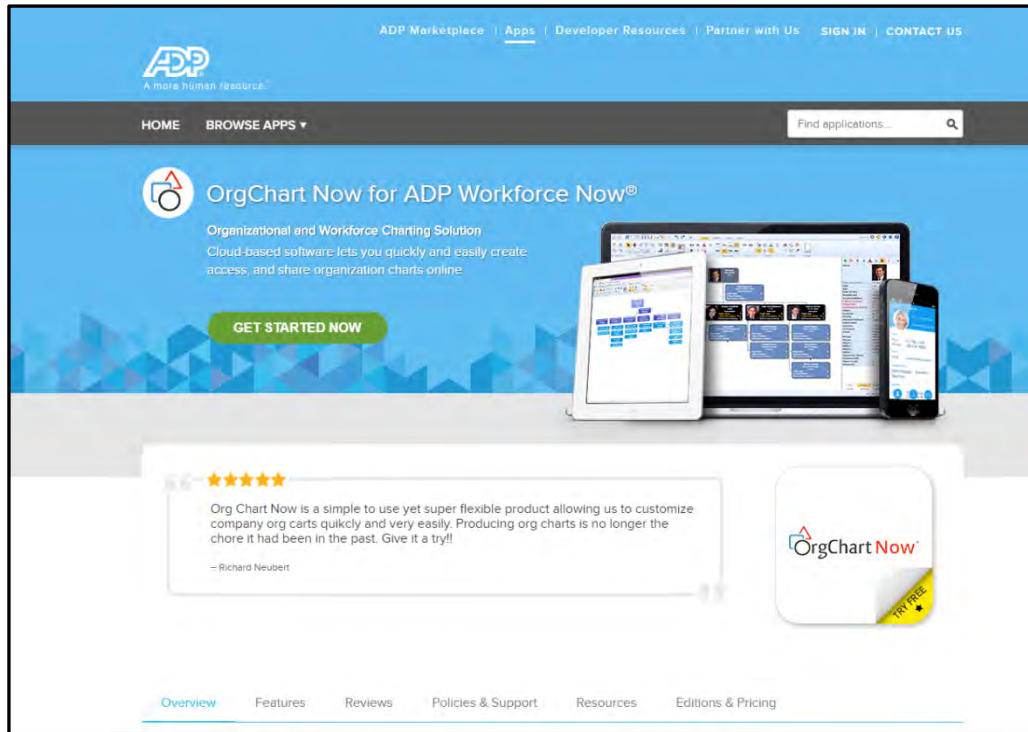 ADP Marketplace | Apps | Developer Resources | Partner with Us SIGN IN | CONTACT US
ADP
A more human resource.
HOME BROWSE APPS ▾ Find applications...
OrgChart Now for ADP Workforce Now®
Organizational and Workforce Charting Solution
Cloud-based software lets you quickly and easily create
access, and share organization charts online
GET STARTED NOW
Org Chart Now is a simple to use yet super flexible product allowing us to customize
company org carts quikcly and very easily. Producing org charts is no longer the
chore it had been in the past. Give it a try!!
– Richard Neubert
OrgChart Now
TRY FREE
Overview Features Reviews Policies & Support Resources Editions & Pricing